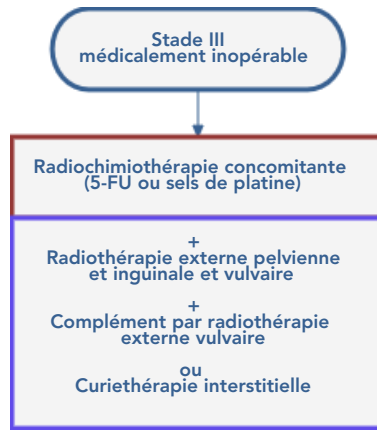 Stade III
médicalement inopérable
Radiochimiothérapie concomitante
(5-FU ou sels de platine)
+
Radiothérapie externe pelvienne
et inguinale et vulvaire
+
Complément par radiothérapie
externe vulvaire
ou
Curiethérapie interstitielle